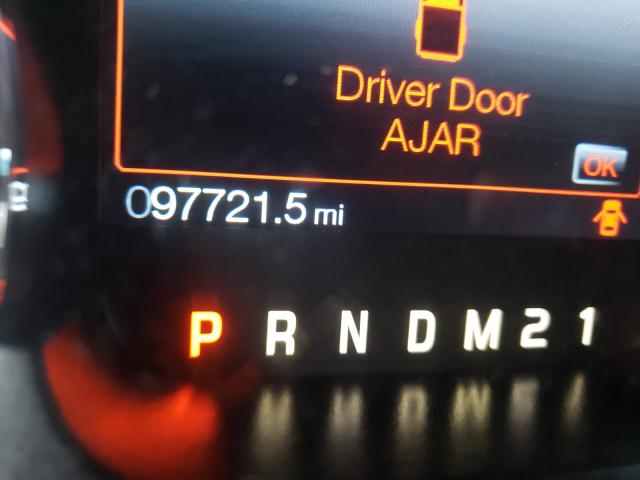 Driver Door
AJAR
OK
097721.5 mi
P R N D M 2 1